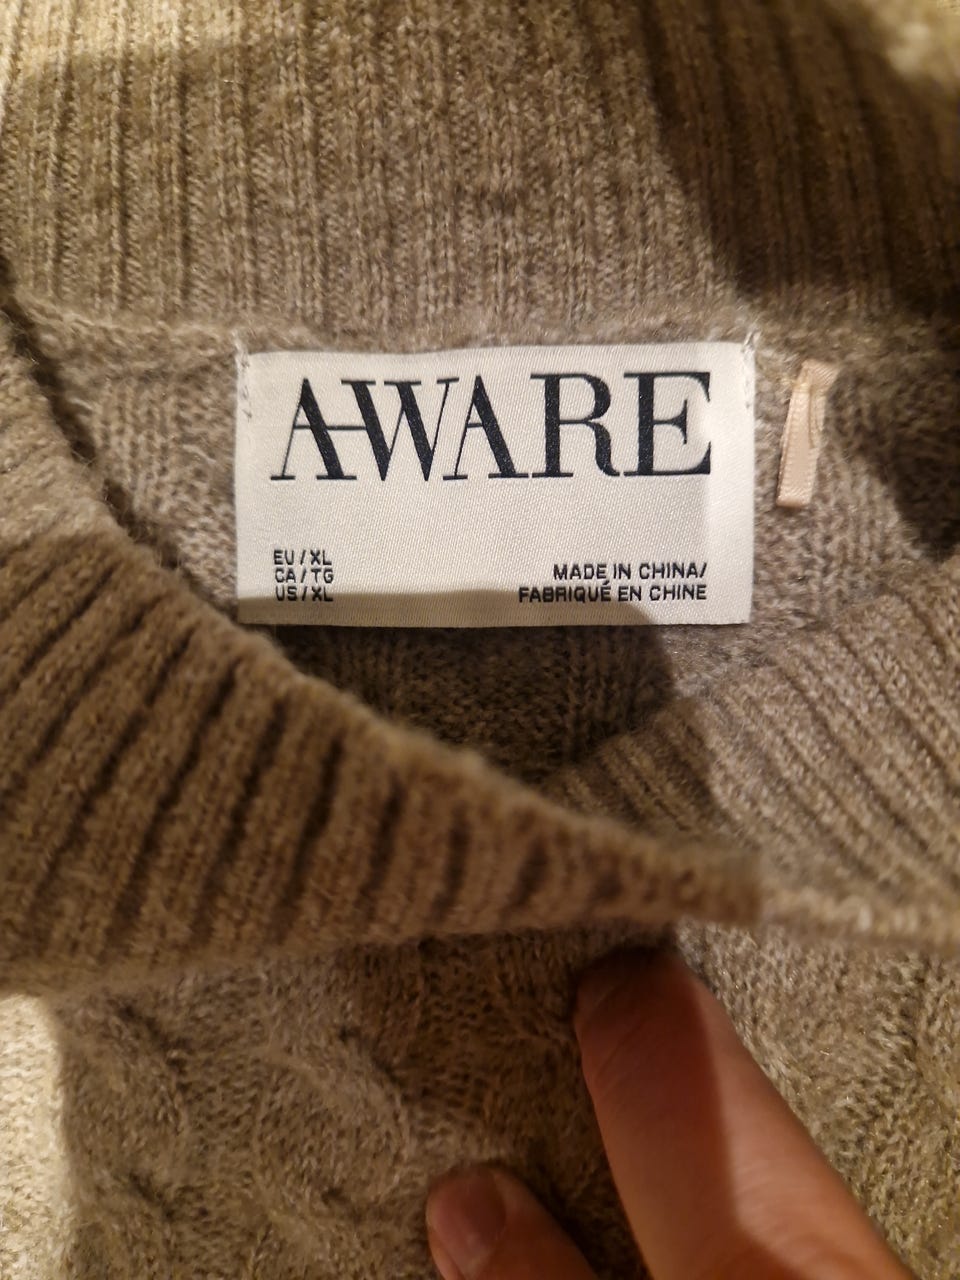 AWARE
EU/XL
CA/TG
US/XL
MADE IN CHINA/
FABRIQUÉ EN CHINE